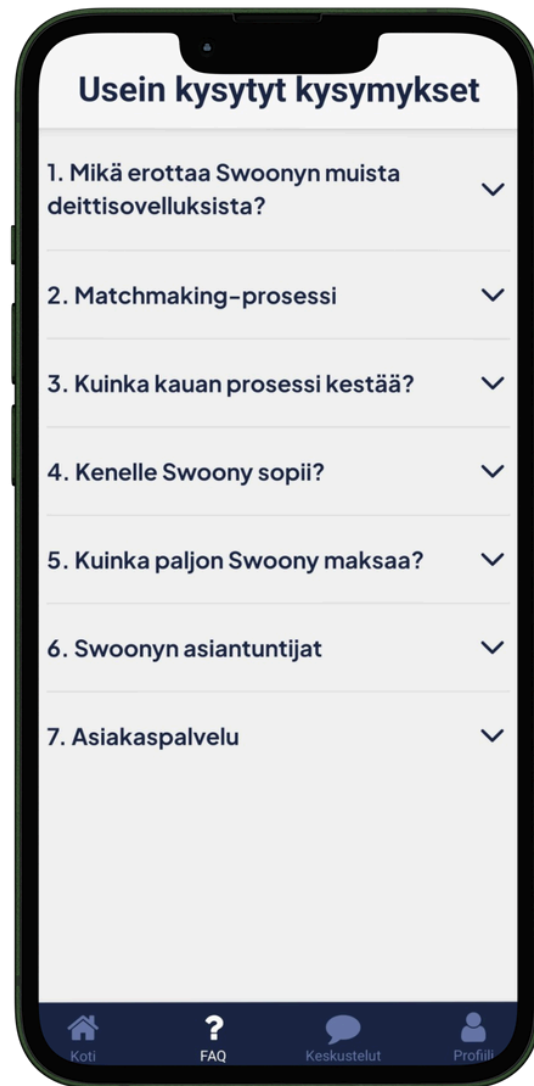 Usein kysytyt kysymykset
1. Mikä erottaa Swoonyn muista
deittisovelluksista?
2. Matchmaking-prosessi
3. Kuinka kauan prosessi kestää?
4. Kenelle Swoony sopii?
5. Kuinka paljon Swoony maksaa?
6. Swoonyn asiantuntijat
7. Asiakaspalvelu
Koti
FAQ
Keskustelut
Profiili